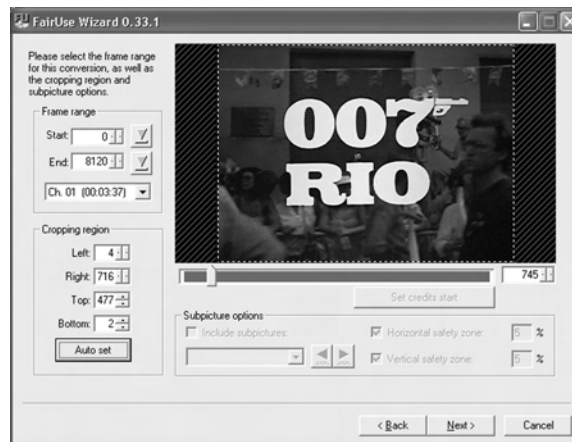 FairUse Wizard 0.33.1
Please select the frame range
for this conversion, as well as
the cropping region and
subpicture options.
Frame range
Start: 0
End: 8120
Ch. 01 (00:03:37)
Cropping region
Left: 4
Right: 716
Top: 477
Bottom: 2
Auto set
007
RIO
745
Set credits start
Subpicture options
Include subpictures:
Horizontal safety zone: 5 %
Vertical safety zone: 5 %
< Back
Next >
Cancel